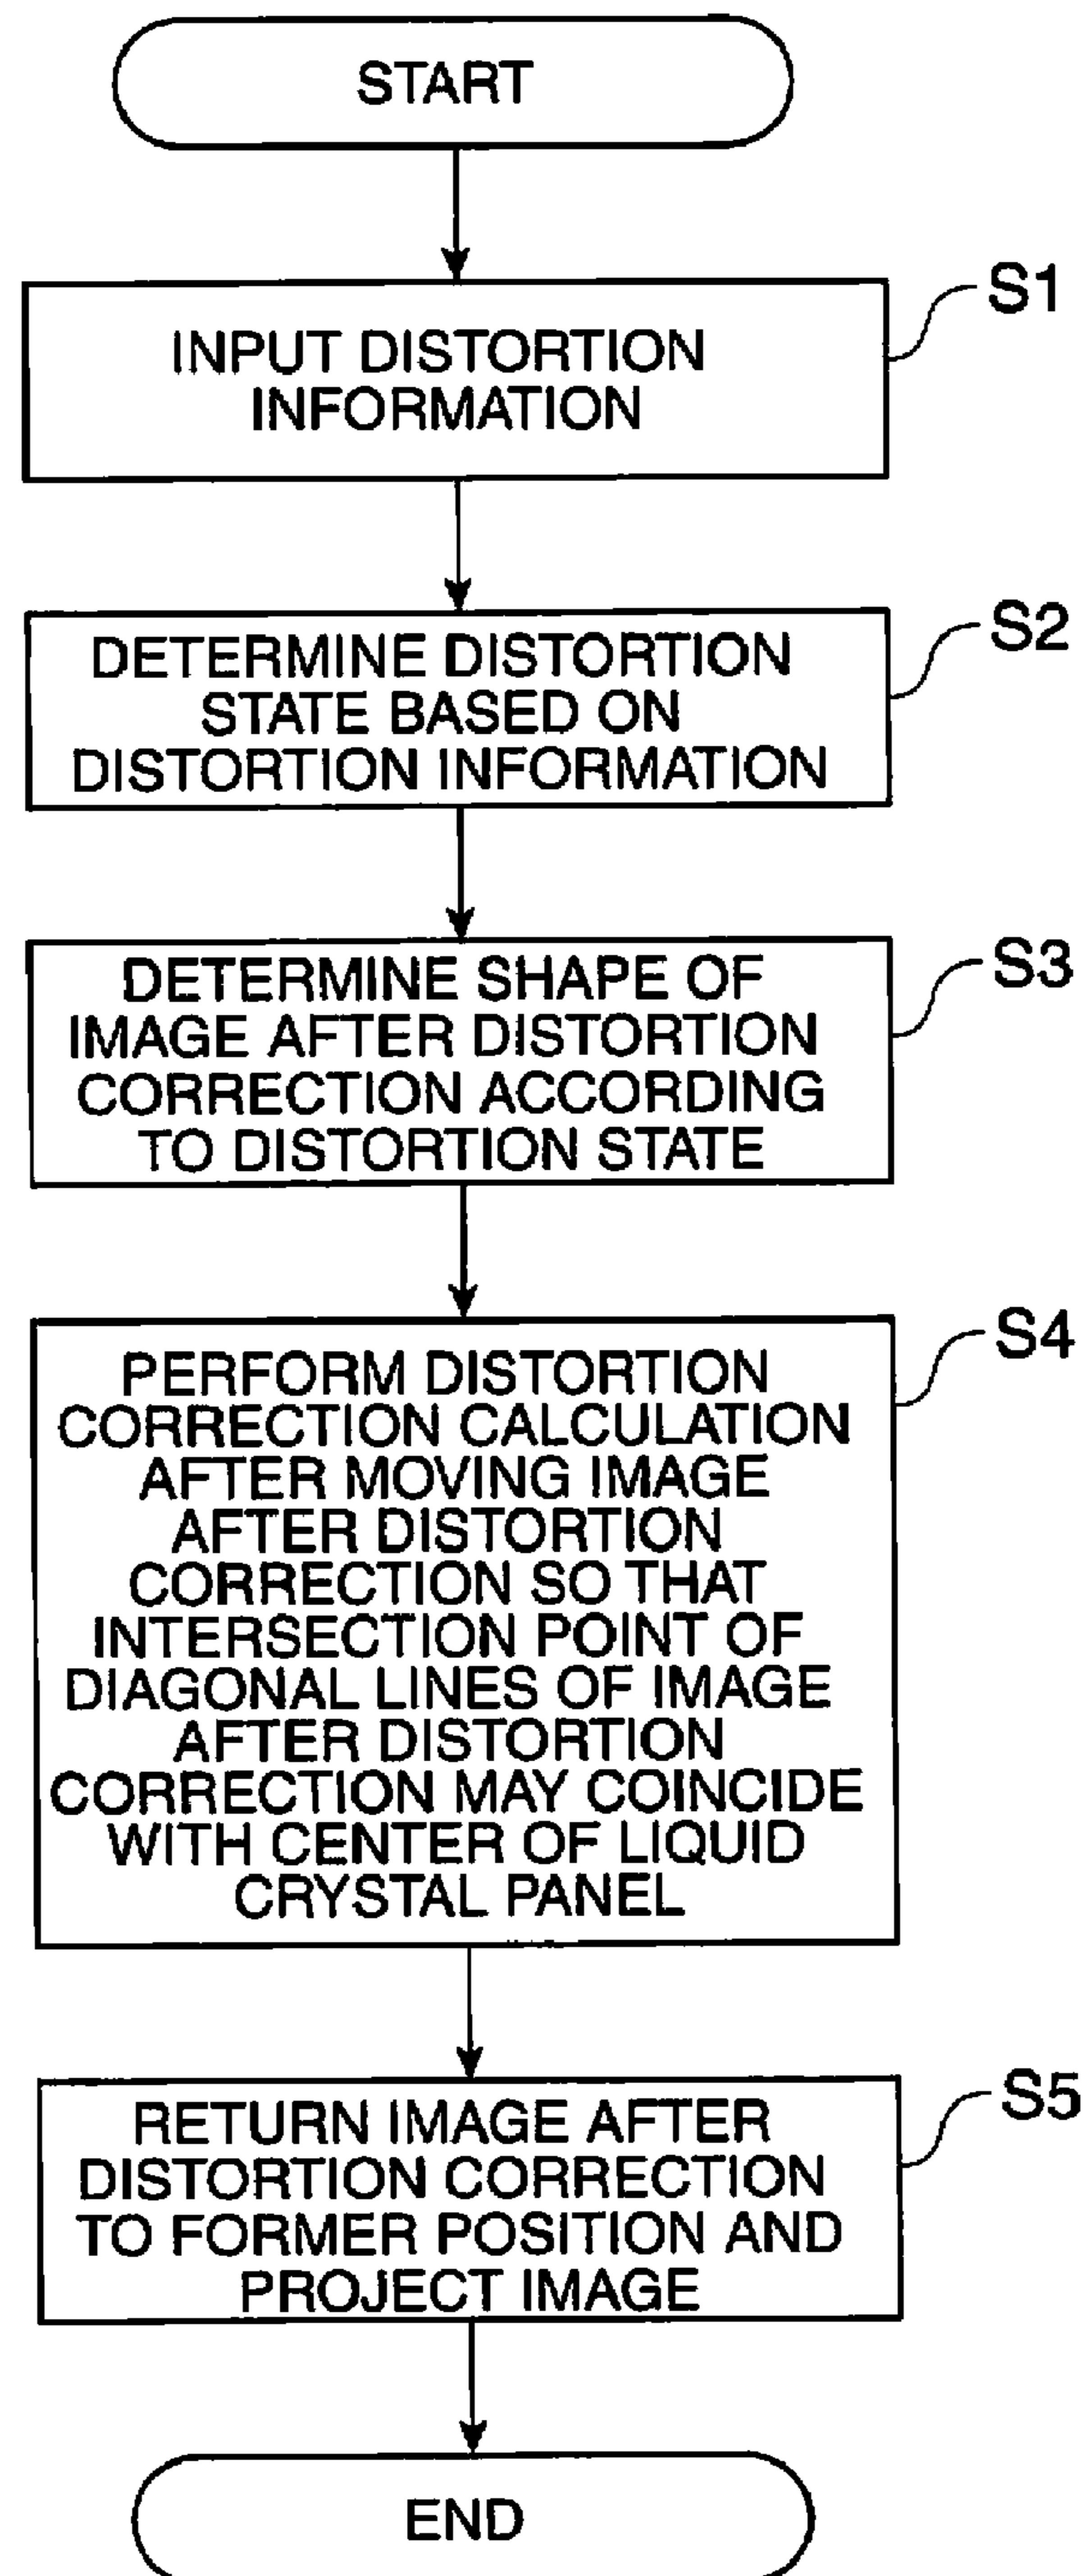 START
S1
INPUT DISTORTION
INFORMATION
S2
DETERMINE DISTORTION
STATE BASED ON
DISTORTION INFORMATION
S3
DETERMINE SHAPE OF
IMAGE AFTER DISTORTION
CORRECTION ACCORDING
TO DISTORTION STATE
S4
PERFORM DISTORTION
CORRECTION CALCULATION
AFTER MOVING IMAGE
AFTER DISTORTION
CORRECTION SO THAT
INTERSECTION POINT OF
DIAGONAL LINES OF IMAGE
AFTER DISTORTION
CORRECTION MAY COINCIDE
WITH CENTER OF LIQUID
CRYSTAL PANEL
S5
RETURN IMAGE AFTER
DISTORTION CORRECTION
TO FORMER POSITION AND
PROJECT IMAGE
END